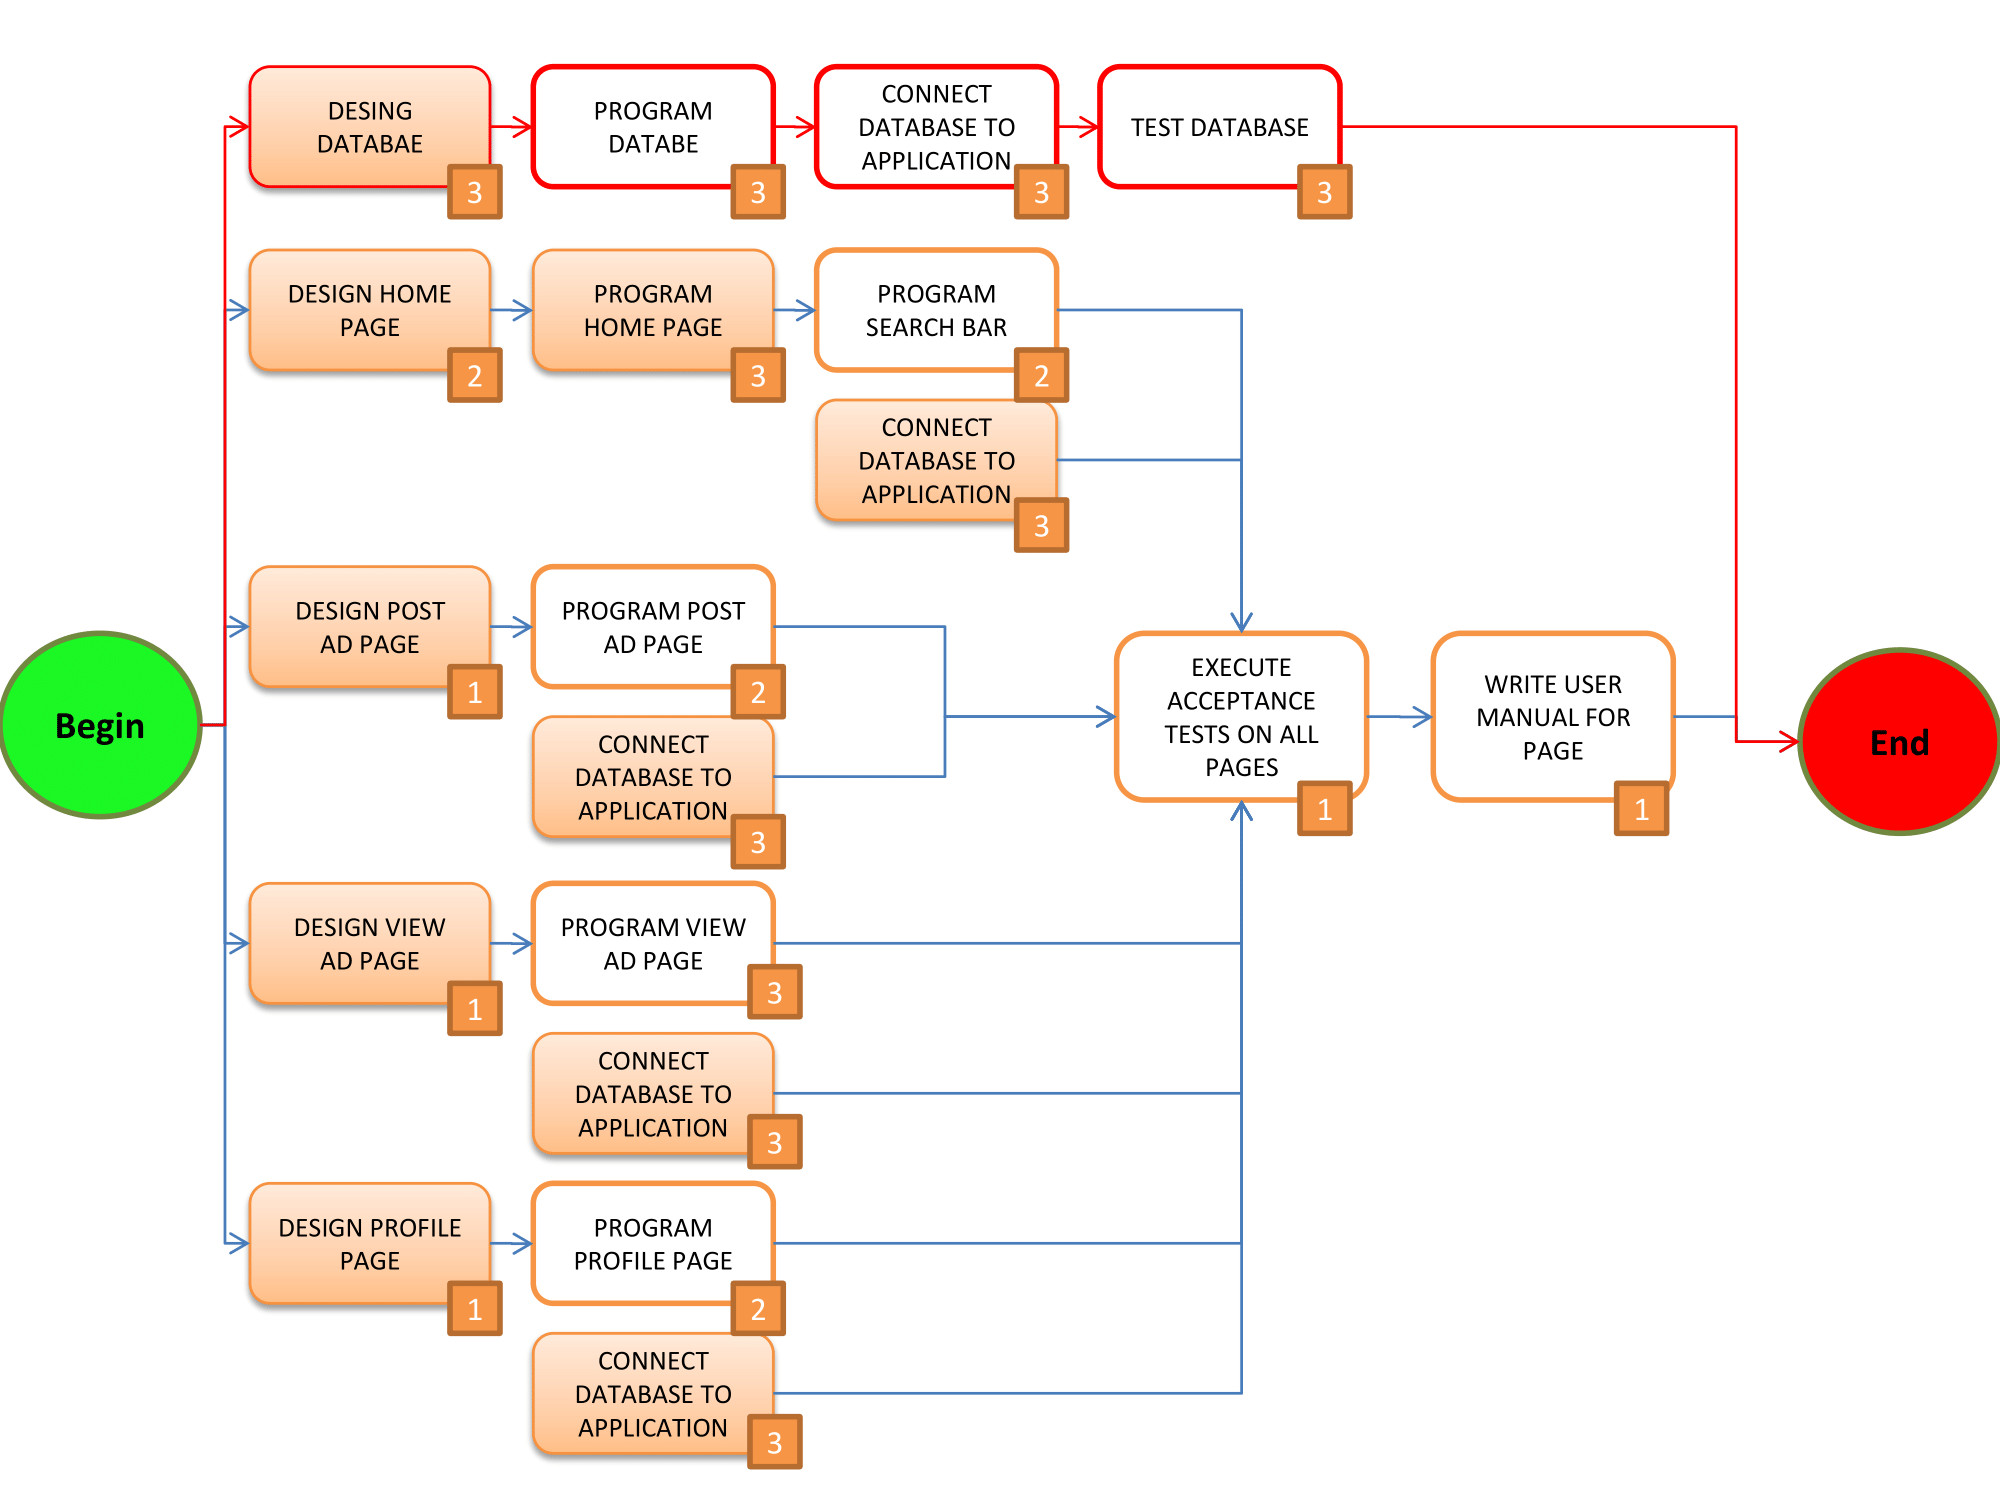 DESING
DATABAE
3
PROGRAM
DATABE
3
CONNECT
DATABASE TO
APPLICATION
3
TEST DATABASE
3
DESIGN HOME
PAGE
2
PROGRAM
HOME PAGE
3
PROGRAM
SEARCH BAR
2
CONNECT
DATABASE TO
APPLICATION
3
DESIGN POST
AD PAGE
1
PROGRAM POST
AD PAGE
2
CONNECT
DATABASE TO
APPLICATION
3
Begin
EXECUTE
ACCEPTANCE
TESTS ON ALL
PAGES
1
WRITE USER
MANUAL FOR
PAGE
1
End
DESIGN VIEW
AD PAGE
1
PROGRAM VIEW
AD PAGE
3
CONNECT
DATABASE TO
APPLICATION
3
DESIGN PROFILE
PAGE
1
PROGRAM
PROFILE PAGE
2
CONNECT
DATABASE TO
APPLICATION
3